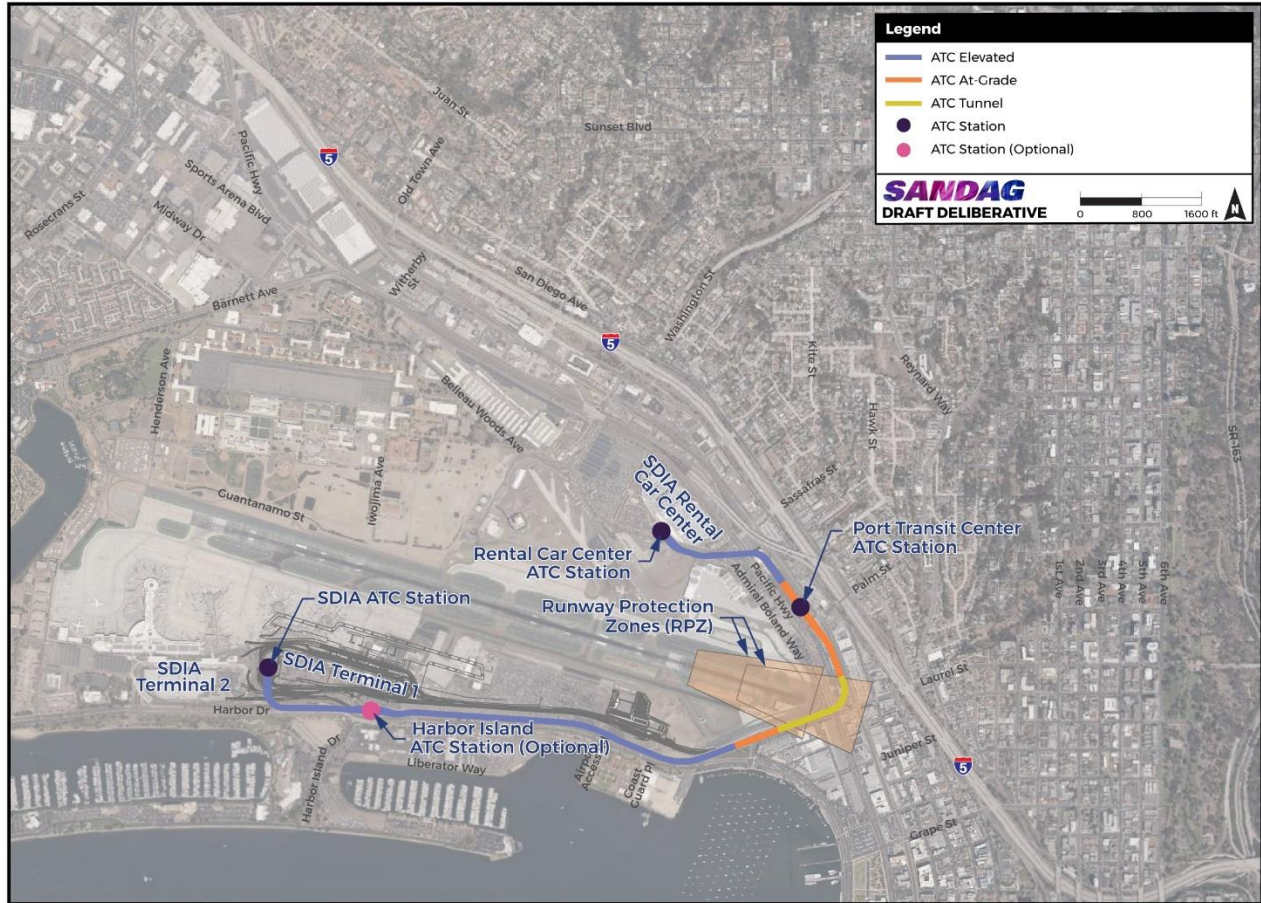 Legend
ATC Elevated
ATC At-Grade
ATC Tunnel
ATC Station
ATC Station (Optional)
SANDAG
DRAFT DELIBERATIVE
0 800 1600 ft
N
5
Juan St
Sunset Blvd
Pacific Hwy
Old Town Ave
Sports Arena Blvd
Rosecrans St
Midway Dr
Witherby St
San Diego Ave
Washington St
Barnett Ave
5
Kite St
Reynard Way
Henderson Ave
Belleau Woods Ave
Hawk St
SR-163
Sassafras St
Iwojima Ave
Guantanamo St
SDIA Rental
Car Center
Rental Car Center
ATC Station
Port Transit Center
ATC Station
Pacific Hwy
Admiral Boland Way
Palm St
1st Ave
2nd Ave
3rd Ave
4th Ave
5th Ave
6th Ave
SDIA ATC Station
Runway Protection
Zones (RPZ)
SDIA
Terminal 2
SDIA Terminal 1
Laurel St
Harbor Dr
Harbor Island
ATC Station (Optional)
Juniper St
Liberator Way
Harbor Island Dr
Access
Coast
Guard Pl
5
Grape St